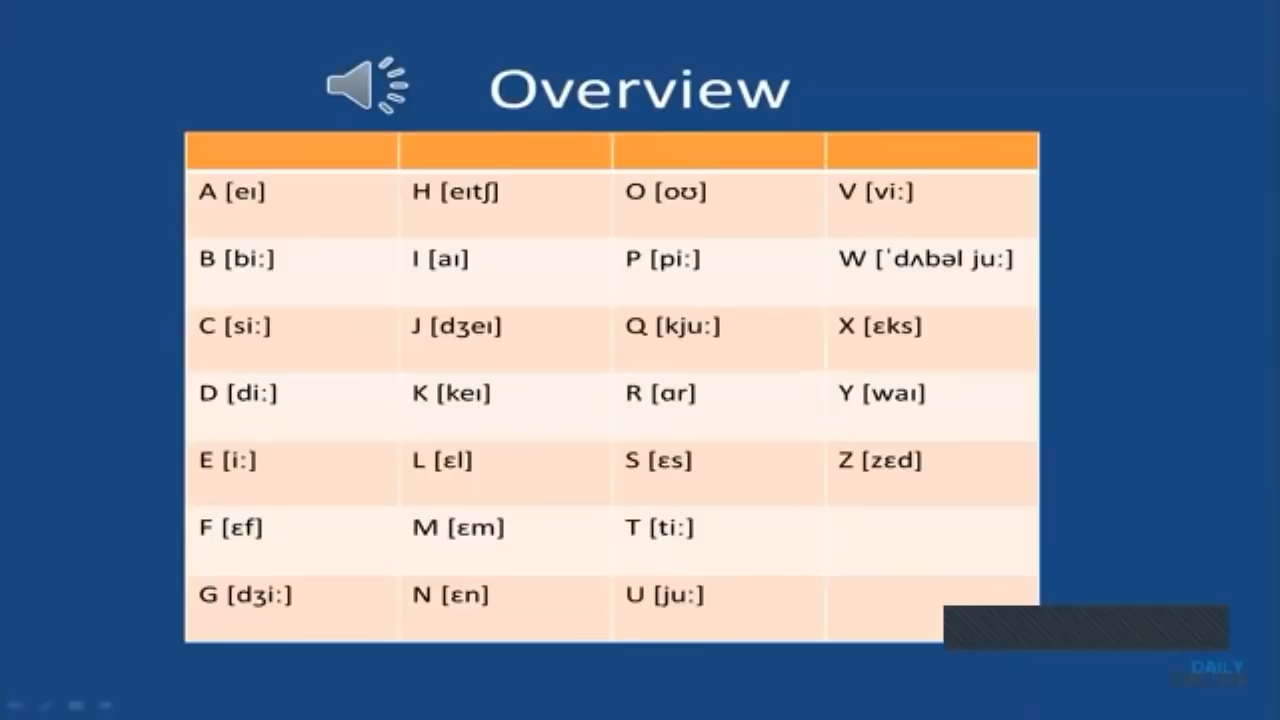 Overview
A [eɪ] H [eɪtʃ] O [oʊ] V [vi:]
B [bi:] I [aɪ] P [pi:] W [ˈdʌbəl ju:]
C [si:] J [dʒeɪ] Q [kju:] X [ɛks]
D [di:] K [keɪ] R [ɑr] Y [waɪ]
E [i:] L [ɛl] S [ɛs] Z [zɛd]
F [ɛf] M [ɛm] T [ti:]
G [dʒi:] N [ɛn] U [ju:]
DAILY